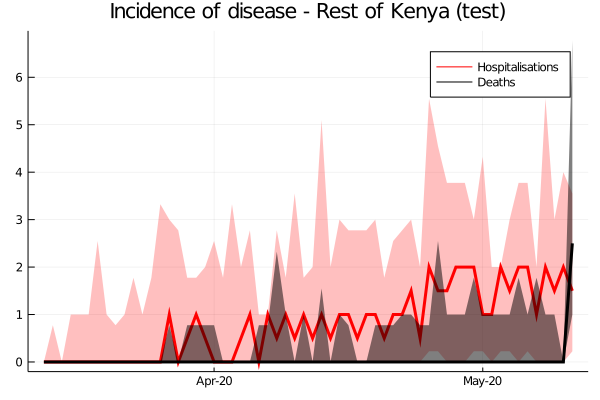 Incidence of disease - Rest of Kenya (test)
Hospitalisations
Deaths
6
5
4
3
2
1
0
Apr-20 May-20